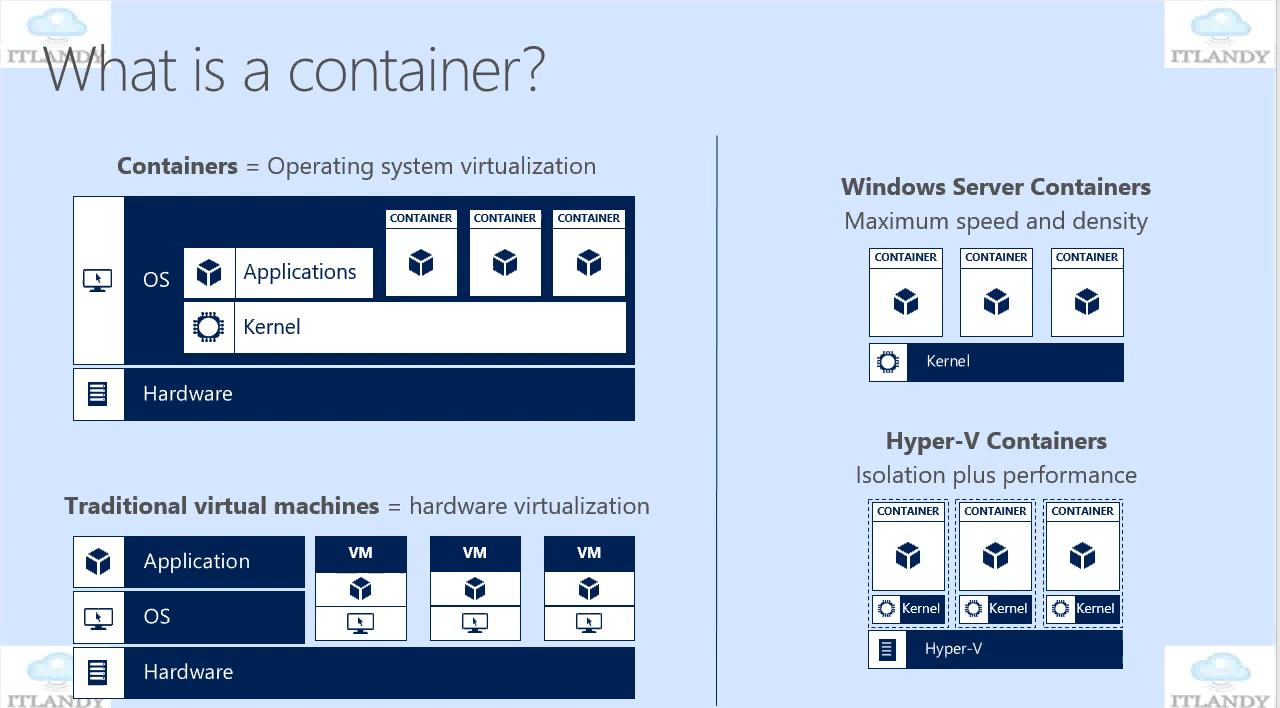 ITLANDY
ITLANDY
What is a container?
Containers = Operating system virtualization
CONTAINER
CONTAINER
CONTAINER
OS
Applications
Kernel
Hardware
Traditional virtual machines = hardware virtualization
Application
VM
VM
VM
OS
Hardware
Windows Server Containers
Maximum speed and density
CONTAINER
CONTAINER
CONTAINER
Kernel
Hyper-V Containers
Isolation plus performance
CONTAINER
CONTAINER
CONTAINER
Kernel
Kernel
Kernel
Hyper-V
ITLANDY
ITLANDY